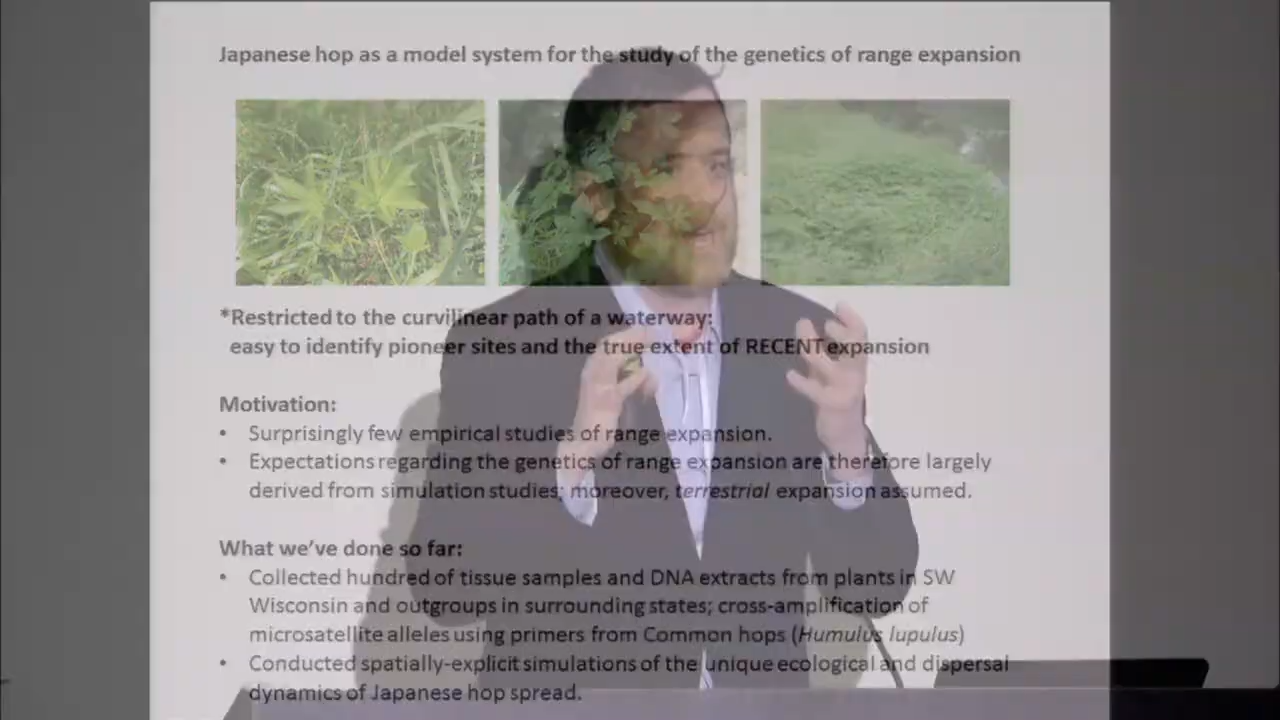 Japanese hop as a model system for the study of the genetics of range expansion
*Restricted to the curvilinear path of a waterway:
easy to identify pioneer sites and the true extent of RECENT expansion
Motivation:
• Surprisingly few empirical studies of range expansion.
• Expectations regarding the genetics of range expansion are therefore largely
derived from simulation studies; moreover, terrestrial expansion assumed.
What we've done so far:
• Collected hundred of tissue samples and DNA extracts from plants in SW
Wisconsin and outgroups in surrounding states; cross-amplification of
microsatellite alleles using primers from Common hops (Humulus lupulus)
• Conducted spatially-explicit simulations of the unique ecological and dispersal
dynamics of Japanese hop spread.